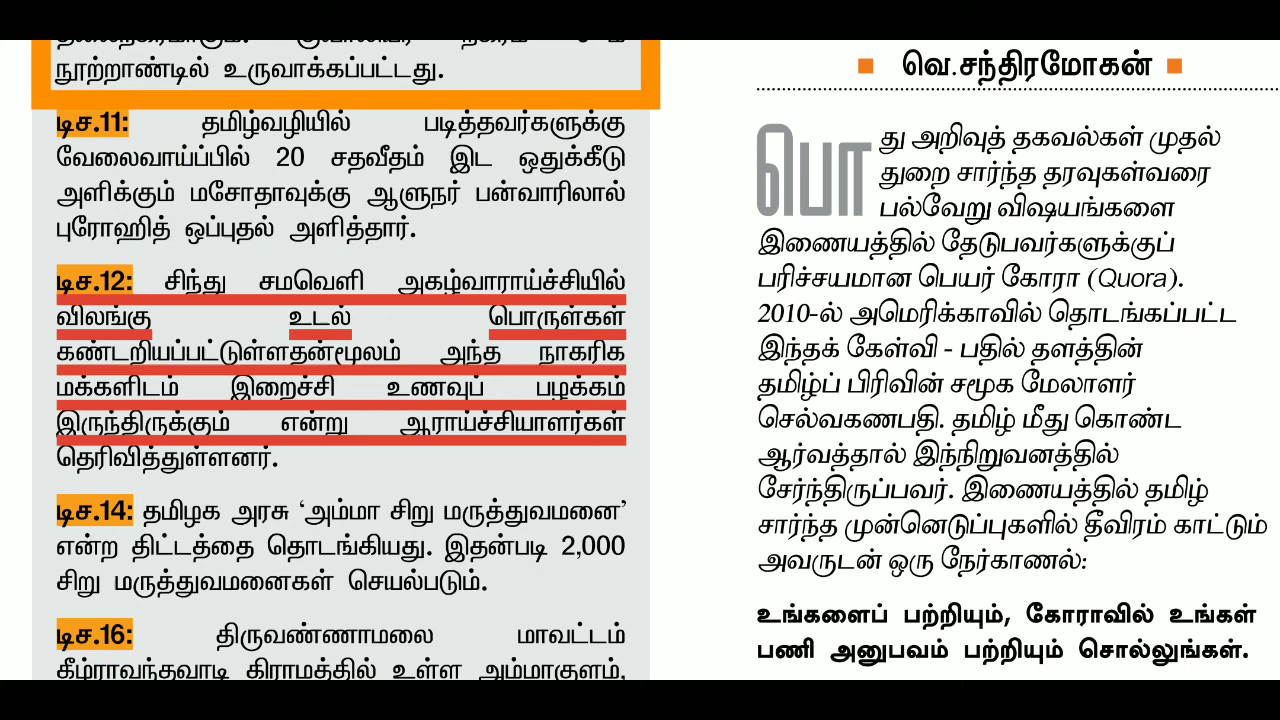 நூற்றாண்டில் உருவாக்கப்பட்டது.
டிச.11: தமிழ்வழியில் படித்தவர்களுக்கு
வேலைவாய்ப்பில் 20 சதவீதம் இட ஒதுக்கீடு
அளிக்கும் மசோதாவுக்கு ஆளுநர் பன்வாரிலால்
புரோஹித் ஒப்புதல் அளித்தார்.
டிச.12: சிந்து சமவெளி அகழ்வாராய்ச்சியில்
விலங்கு உடல் பொருள்கள்
கண்டறியப்பட்டுள்ளதன்மூலம் அந்த நாகரிக
மக்களிடம் இறைச்சி உணவுப் பழக்கம்
இருந்திருக்கும் என்று ஆராய்ச்சியாளர்கள்
தெரிவித்துள்ளனர்.
டிச.14: தமிழக அரசு ‘அம்மா சிறு மருத்துவமனை’
என்ற திட்டத்தை தொடங்கியது. இதன்படி 2,000
சிறு மருத்துவமனைகள் செயல்படும்.
டிச.16: திருவண்ணாமலை மாவட்டம்
கீழ்ராவந்தவாடி கிராமத்தில் உள்ள அம்மாகுளம்,
வெ.சந்திரமோகன்
பொது அறிவுத் தகவல்கள் முதல்
துறை சார்ந்த தரவுகள்வரை
பல்வேறு விஷயங்களை
இணையத்தில் தேடுபவர்களுக்குப்
பரிச்சயமான பெயர் கோரா (Quora).
2010-ல் அமெரிக்காவில் தொடங்கப்பட்ட
இந்தக் கேள்வி - பதில் தளத்தின்
தமிழ்ப் பிரிவின் சமூக மேலாளர்
செல்வகணபதி. தமிழ் மீது கொண்ட
ஆர்வத்தால் இந்நிறுவனத்தில்
சேர்ந்திருப்பவர். இணையத்தில் தமிழ்
சார்ந்த முன்னெடுப்புகளில் தீவிரம் காட்டும்
அவருடன் ஒரு நேர்காணல்:
உங்களைப் பற்றியும், கோராவில் உங்கள்
பணி அனுபவம் பற்றியும் சொல்லுங்கள்.